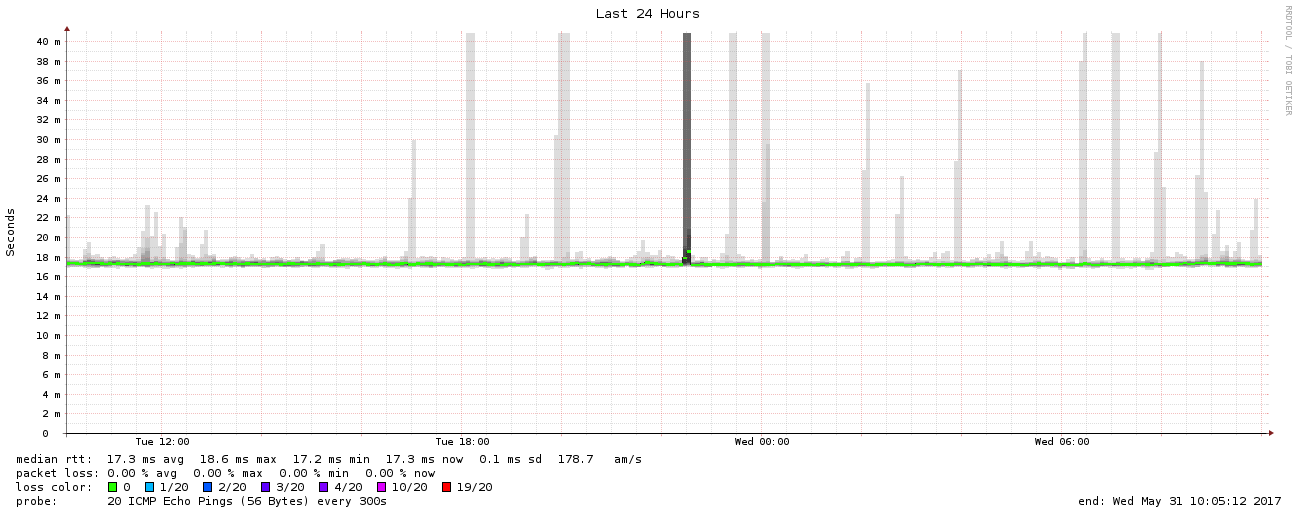 Last 24 Hours
RRDTOOL / TOBI OETIKER
Seconds
40 m
38 m
36 m
34 m
32 m
30 m
28 m
26 m
24 m
22 m
20 m
18 m
16 m
14 m
12 m
10 m
8 m
6 m
4 m
2 m
0
Tue 12:00 Tue 18:00 Wed 00:00 Wed 06:00
median rtt: 17.3 ms avg 18.6 ms max 17.2 ms min 17.3 ms now 0.1 ms sd 178.7 am/s
packet loss: 0.00 % avg 0.00 % max 0.00 % min 0.00 % now
loss color: 0 1/20 2/20 3/20 4/20 10/20 19/20
probe: 20 ICMP Echo Pings (56 Bytes) every 300s end: Wed May 31 10:05:12 2017